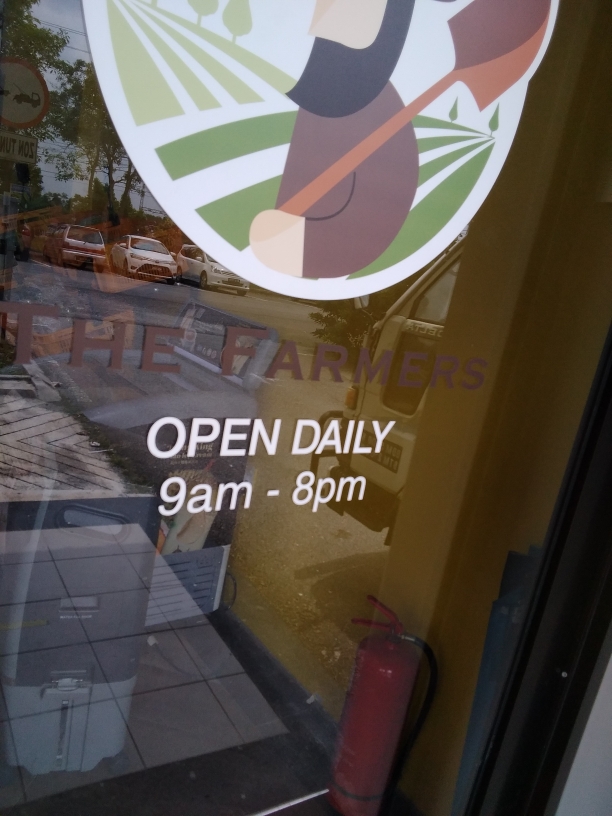 THE FARMERS
OPEN DAILY
9am - 8pm